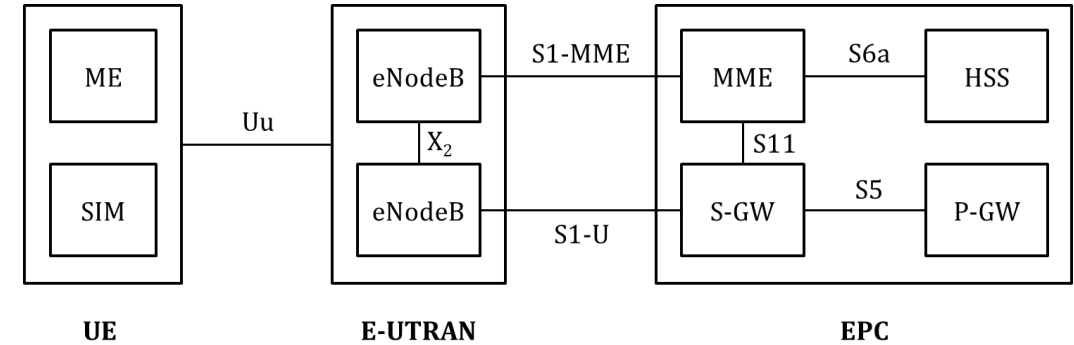 ME
SIM
Uu
eNodeB
X₂
eNodeB
S1-MME
S1-U
MME
S6a
HSS
S11
S-GW
S5
P-GW
UE
E-UTRAN
EPC